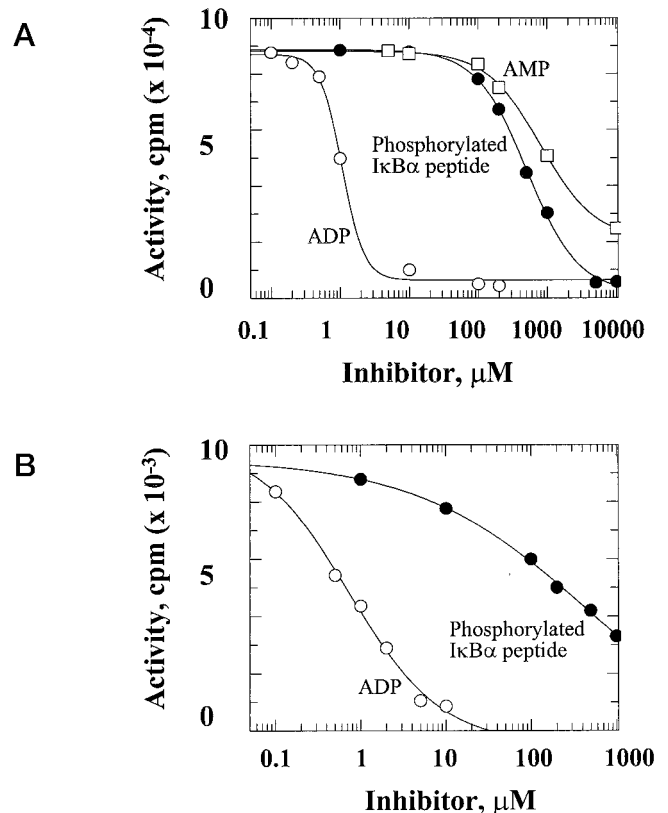 A
Activity, cpm (x 10-4)
10
5
0
AMP
Phosphorylated
IκBα peptide
ADP
0.1 1 10 100 1000 10000
Inhibitor, μM
B
Activity, cpm (x 10-3)
10
5
0
Phosphorylated
IκBα peptide
ADP
0.1 1 10 100 1000
Inhibitor, μM